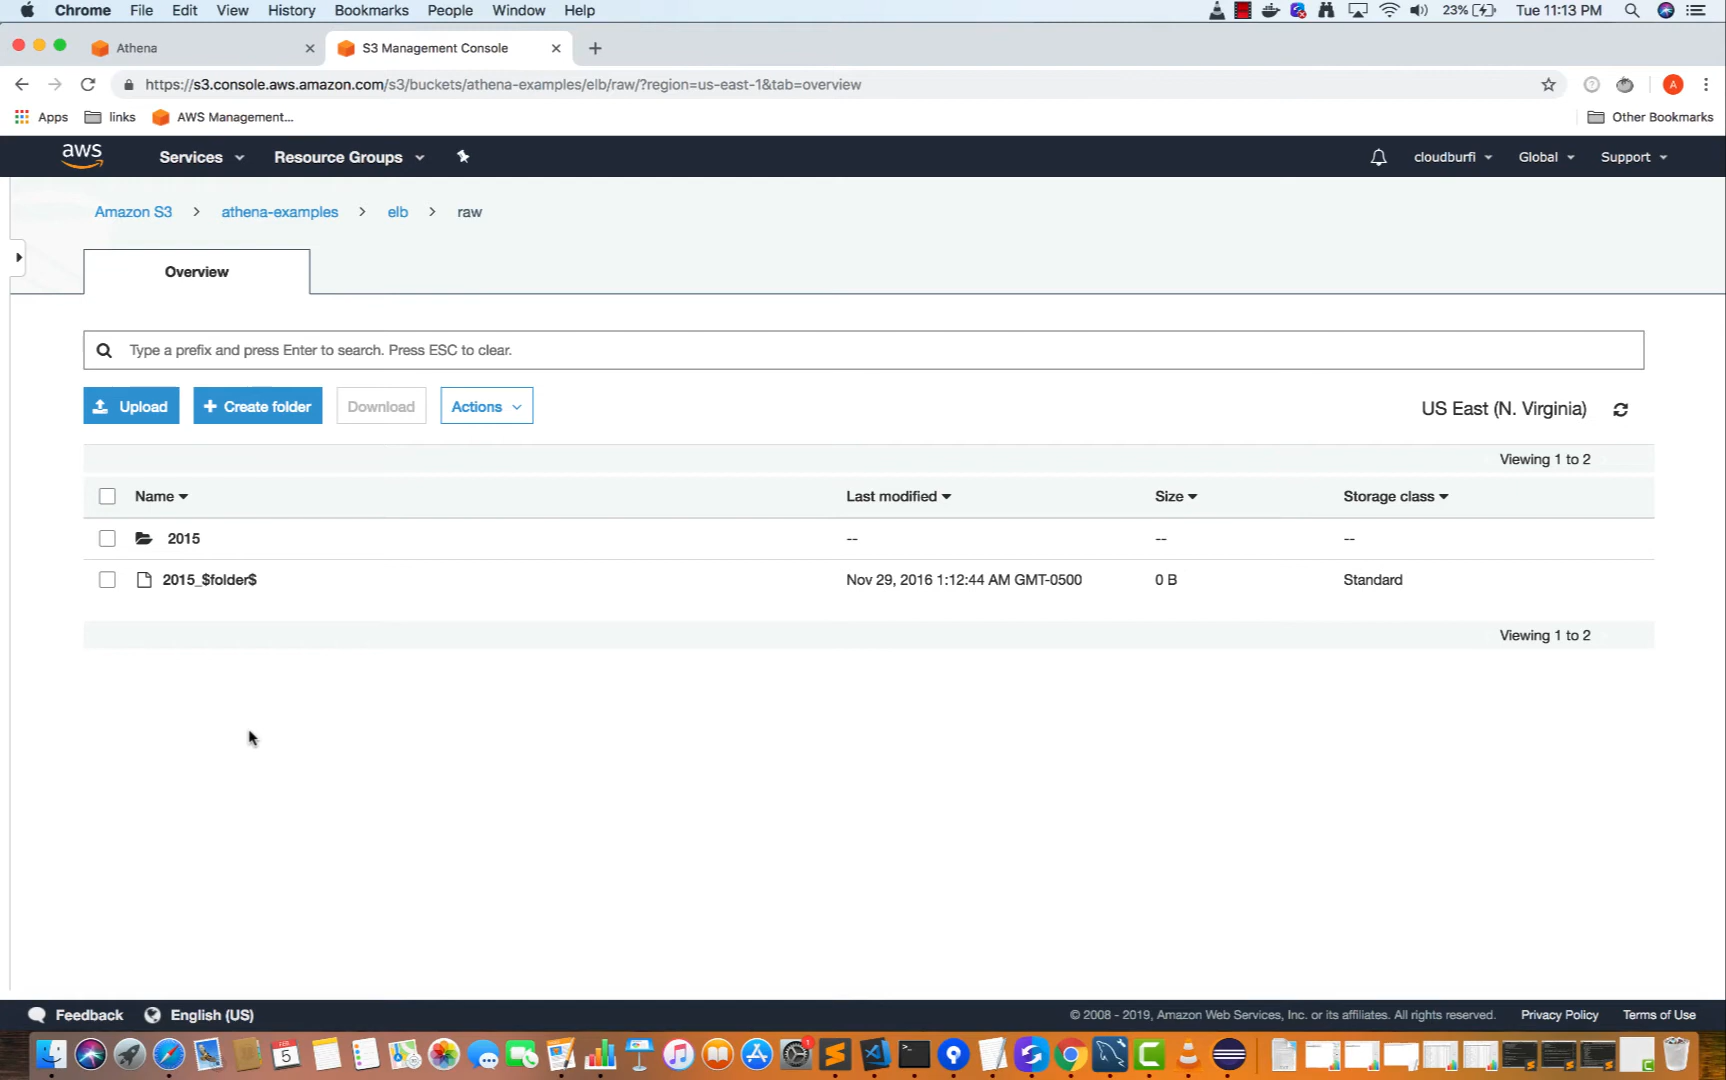 Chrome File Edit View History Bookmarks People Window Help 23% Tue 11:13 PM
Athena S3 Management Console
https://s3.console.aws.amazon.com/s3/buckets/athena-examples/elb/raw/?region=us-east-1&tab=overview A
Apps links AWS Management... Other Bookmarks
aws Services Resource Groups cloudburfi Global Support
Amazon S3 > athena-examples > elb > raw
Overview
Type a prefix and press Enter to search. Press ESC to clear.
Upload + Create folder Download Actions US East (N. Virginia)
Viewing 1 to 2
Name Last modified Size Storage class
2015 -- -- --
2015_$folder$ Nov 29, 2016 1:12:44 AM GMT-0500 0 B Standard
Viewing 1 to 2
Feedback English (US) © 2008 - 2019, Amazon Web Services, Inc. or its affiliates. All rights reserved. Privacy Policy Terms of Use
FEB
5
1